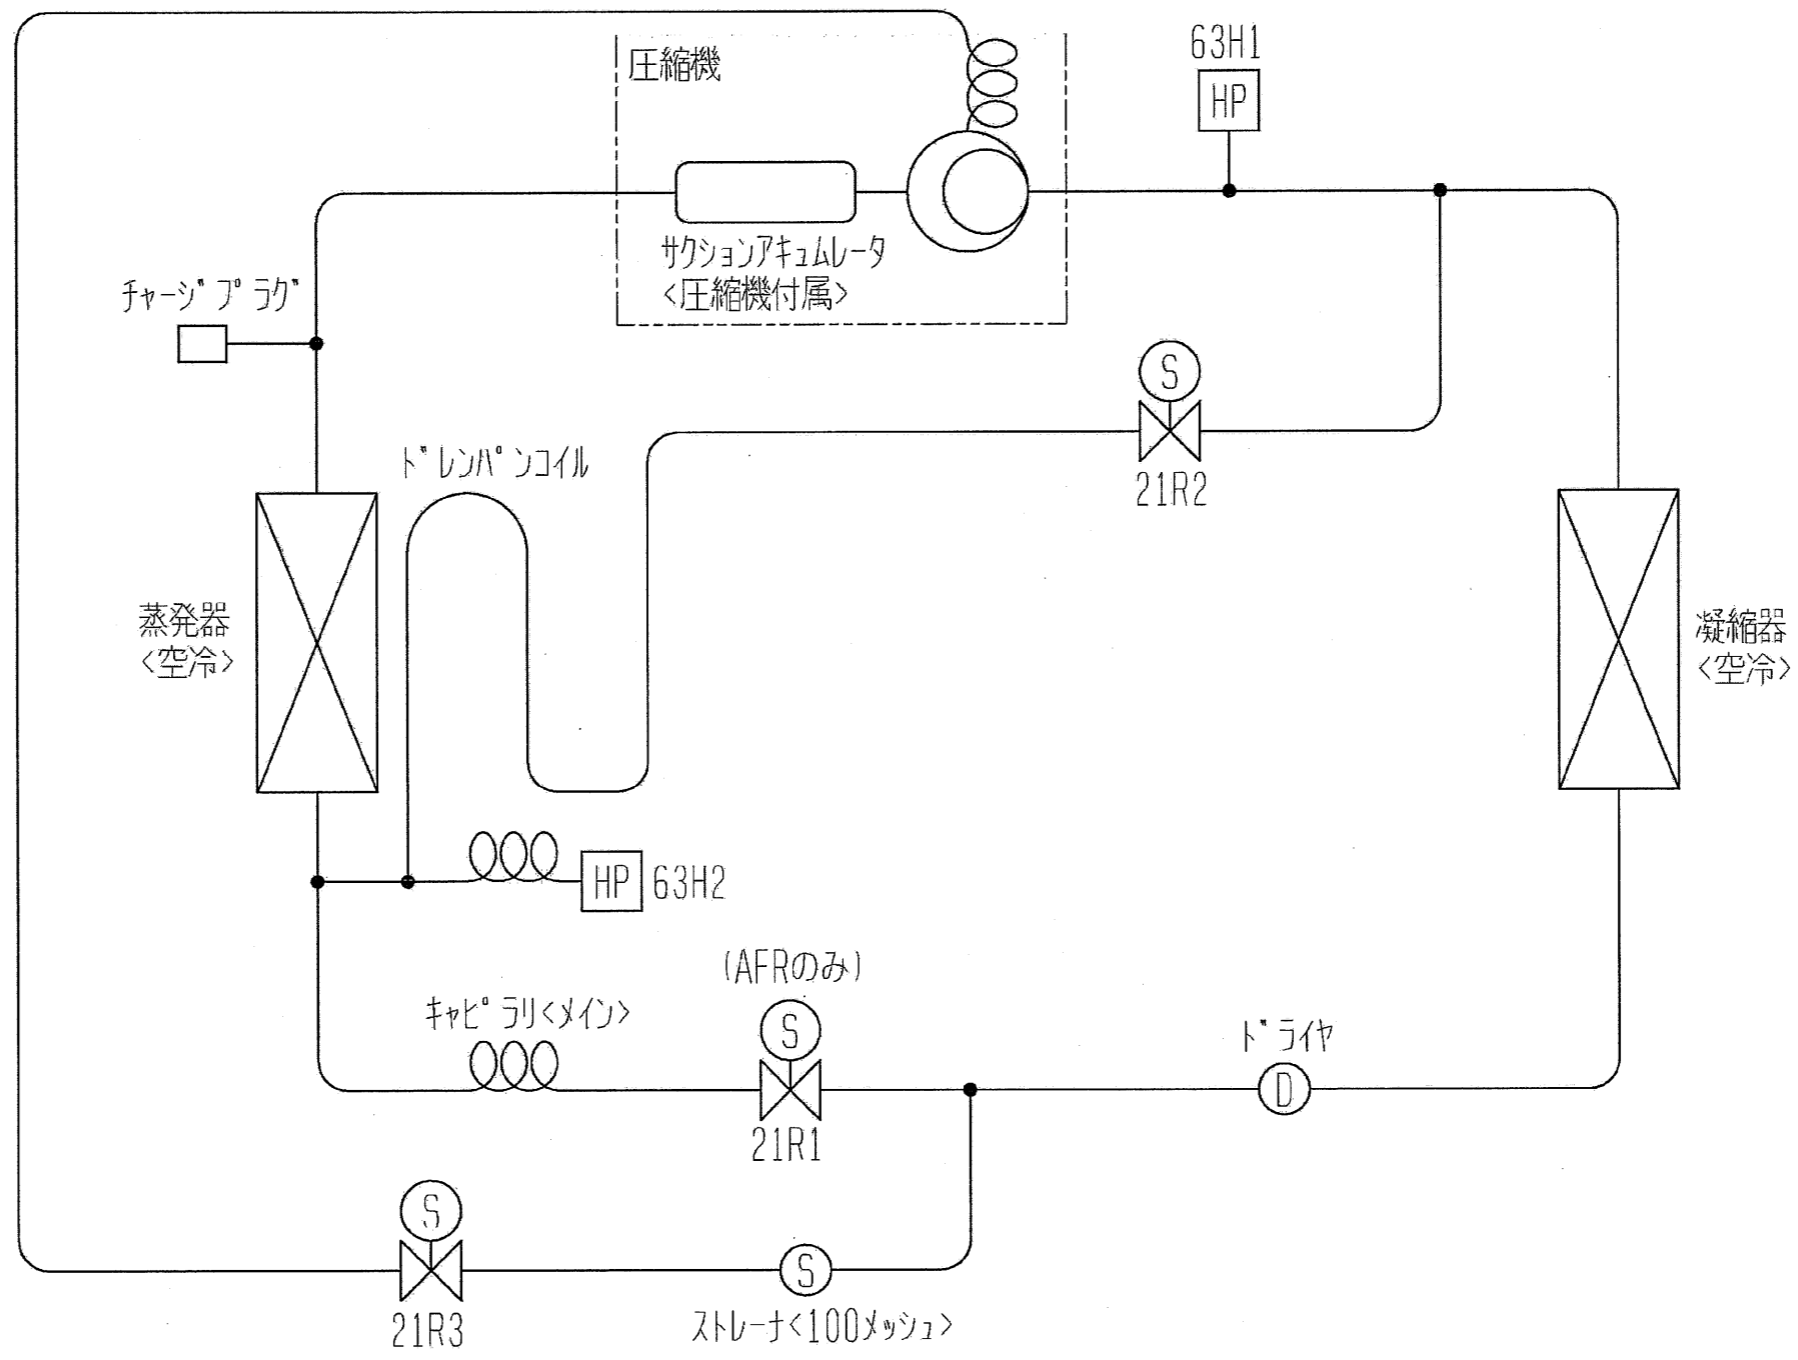 63H1
圧縮機
HP
サクションアキュムレータ
<圧縮機付属>
チャージプラグ
S
21R2
ドレンパンコイル
蒸発器
<空冷>
凝縮器
<空冷>
HP 63H2
(AFRのみ)
キャピラリ<メイン>
S
ドライヤ
D
21R1
S
S
21R3
ストレーナ<100メッシュ>